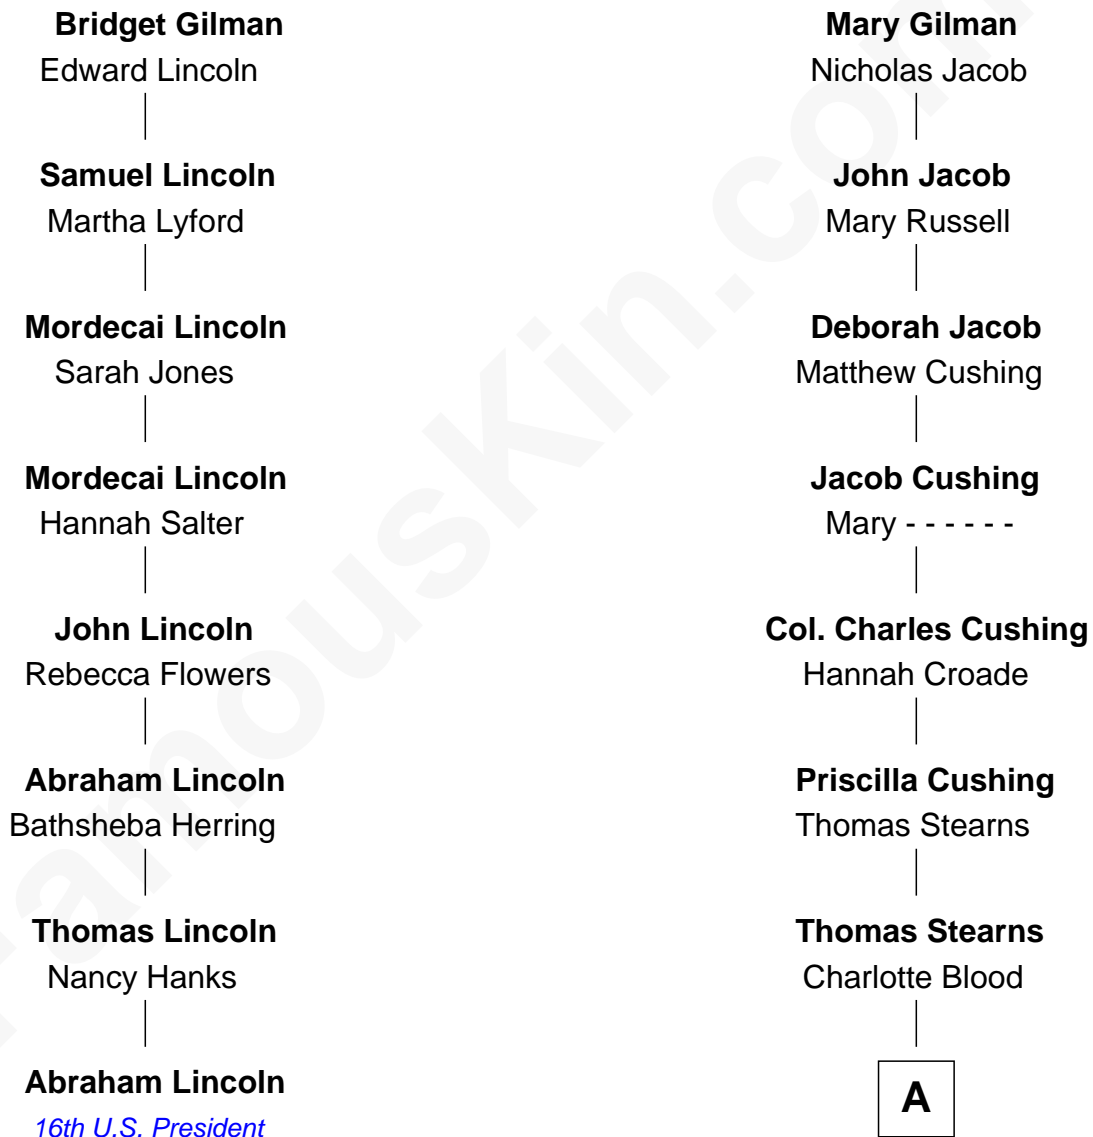 Bridget Gilman
Edward Lincoln
Samuel Lincoln
Martha Lyford
Mordecai Lincoln
Sarah Jones
Mordecai Lincoln
Hannah Salter
John Lincoln
Rebecca Flowers
Abraham Lincoln
Bathsheba Herring
Thomas Lincoln
Nancy Hanks
Abraham Lincoln
16th U.S. President
Mary Gilman
Nicholas Jacob
John Jacob
Mary Russell
Deborah Jacob
Matthew Cushing
Jacob Cushing
Mary - - - - - -
Col. Charles Cushing
Hannah Croade
Priscilla Cushing
Thomas Stearns
Thomas Stearns
Charlotte Blood
A
FamousKin.com